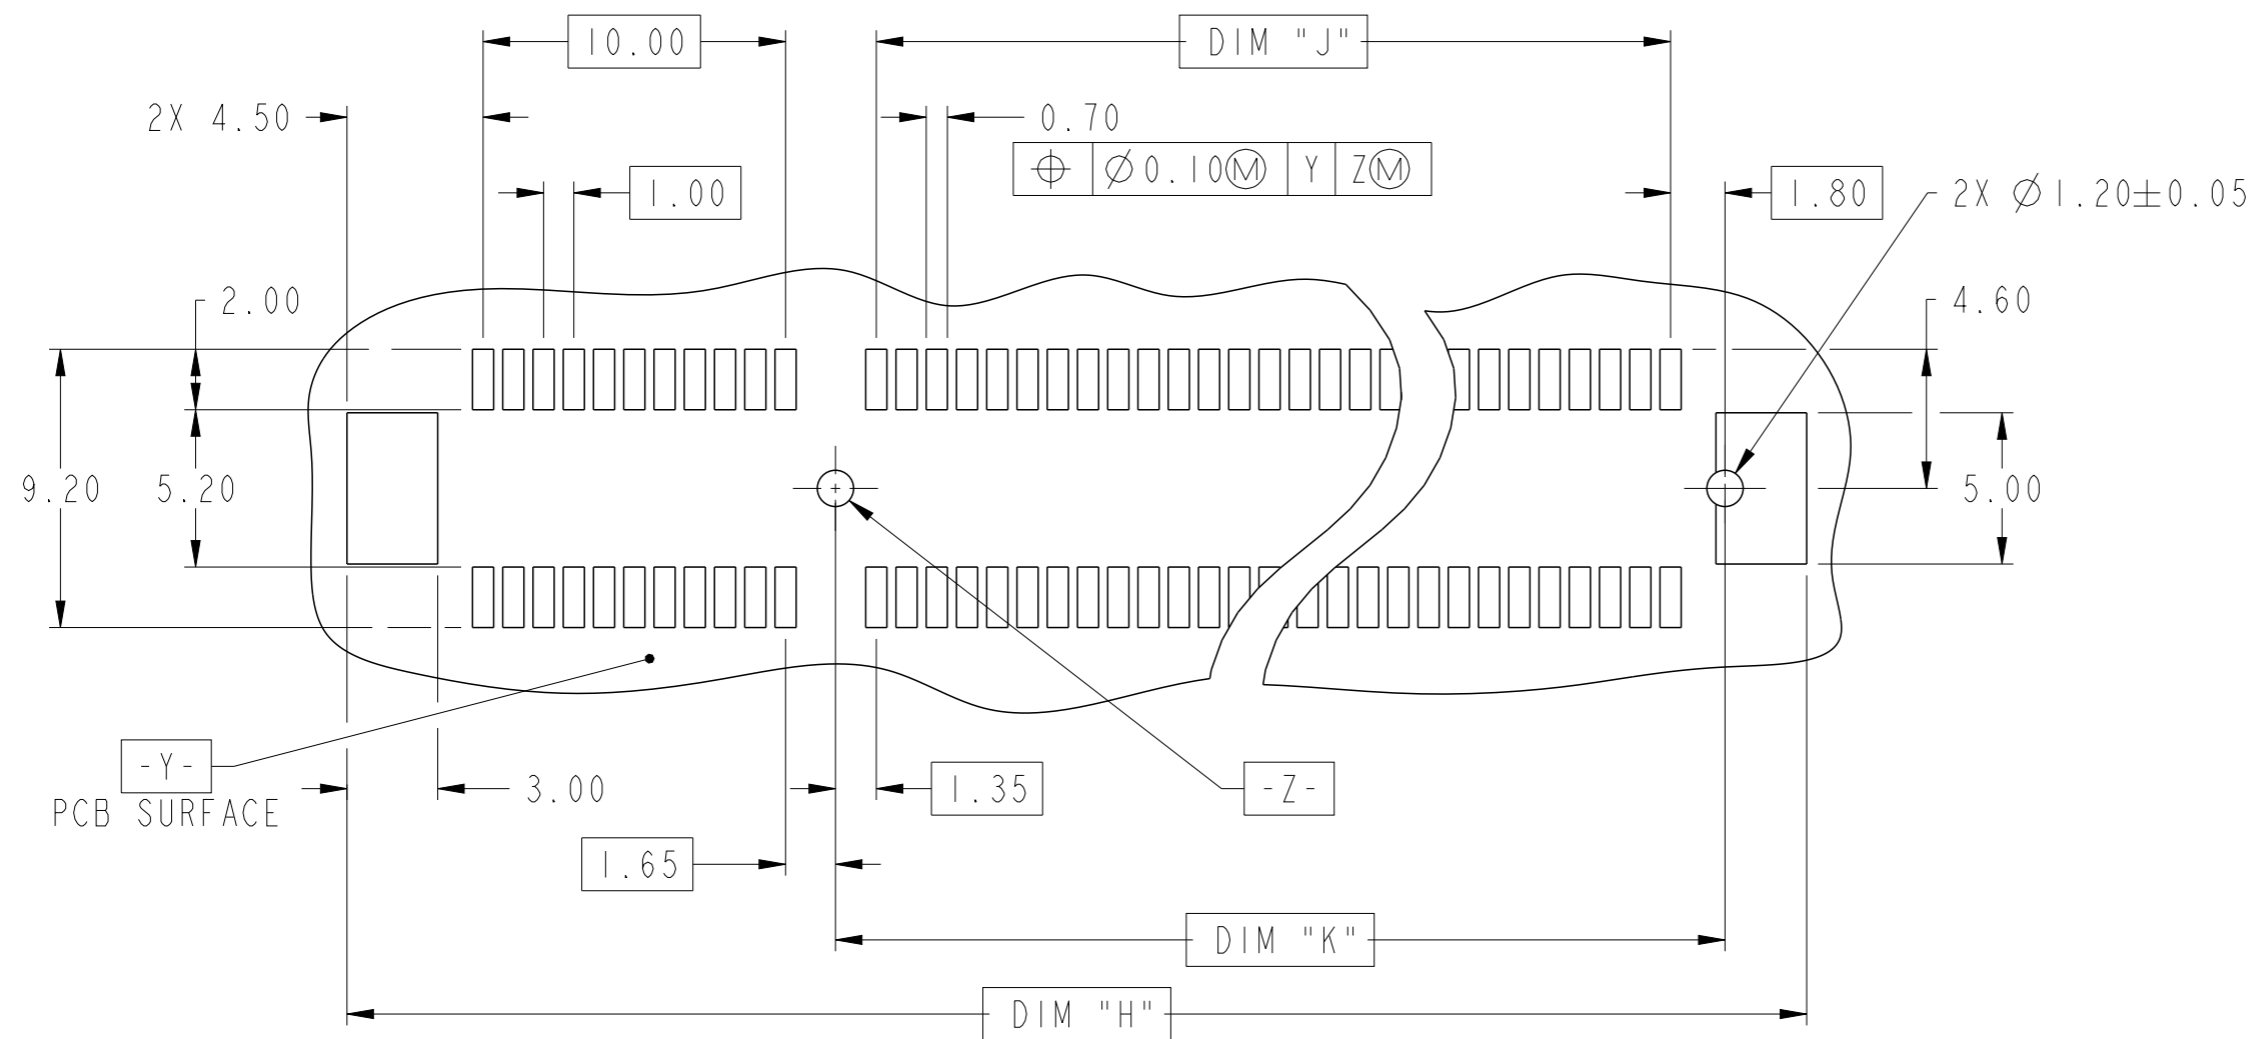 10.00
DIM "J"
2X 4.50
0.70
⌖ Ø0.10Ⓜ Y ZⓂ
1.00
1.80
2X Ø1.20±0.05
2.00
4.60
9.20
5.20
5.00
-Y-
PCB SURFACE
3.00
1.35
-Z-
1.65
DIM "K"
DIM "H"